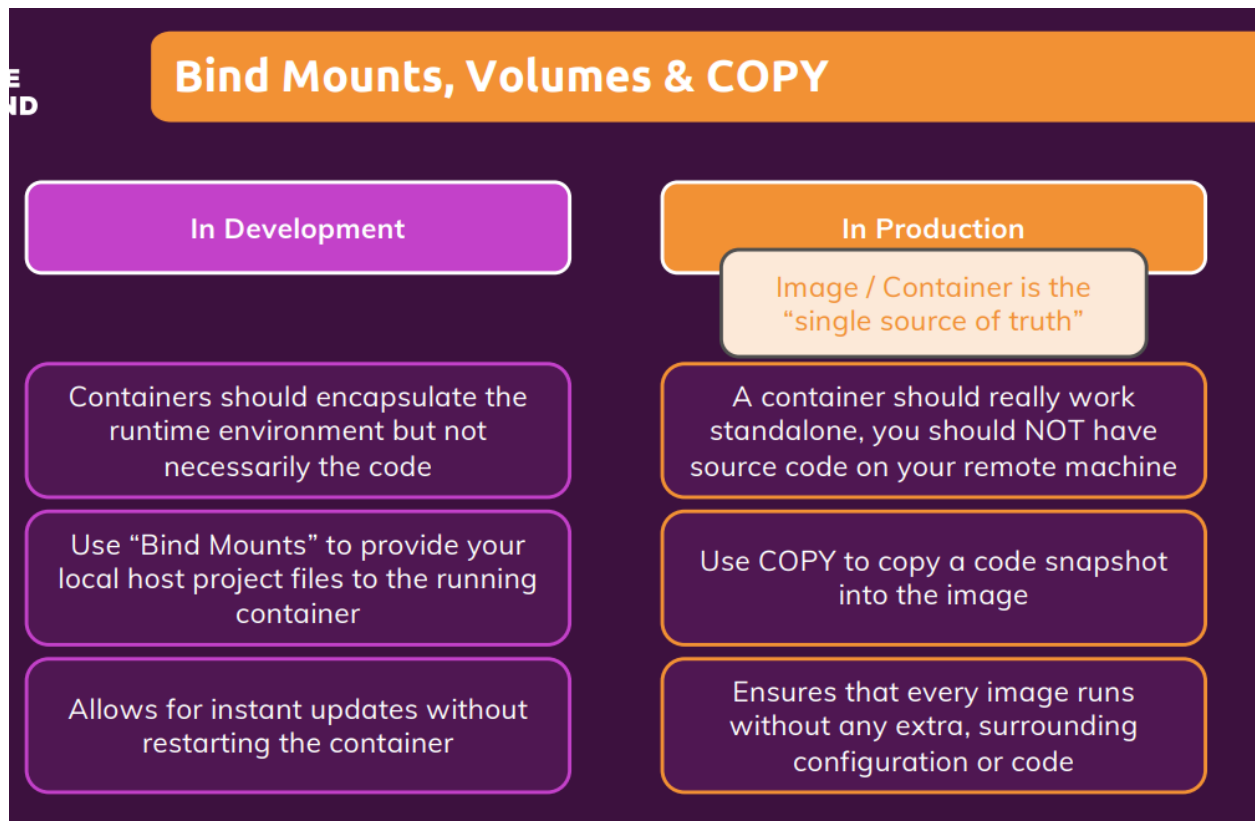 E
ND
Bind Mounts, Volumes & COPY
In Development
In Production
Image / Container is the
“single source of truth”
Containers should encapsulate the
runtime environment but not
necessarily the code
A container should really work
standalone, you should NOT have
source code on your remote machine
Use “Bind Mounts” to provide your
local host project files to the running
container
Use COPY to copy a code snapshot
into the image
Allows for instant updates without
restarting the container
Ensures that every image runs
without any extra, surrounding
configuration or code